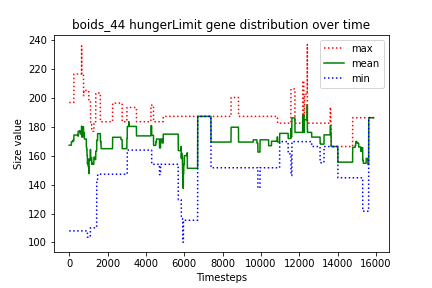 boids_44 hungerLimit gene distribution over time
240
220
200
180
160
140
120
100
Size value
max
mean
min
0
2000
4000
6000
8000
10000
12000
14000
16000
Timesteps